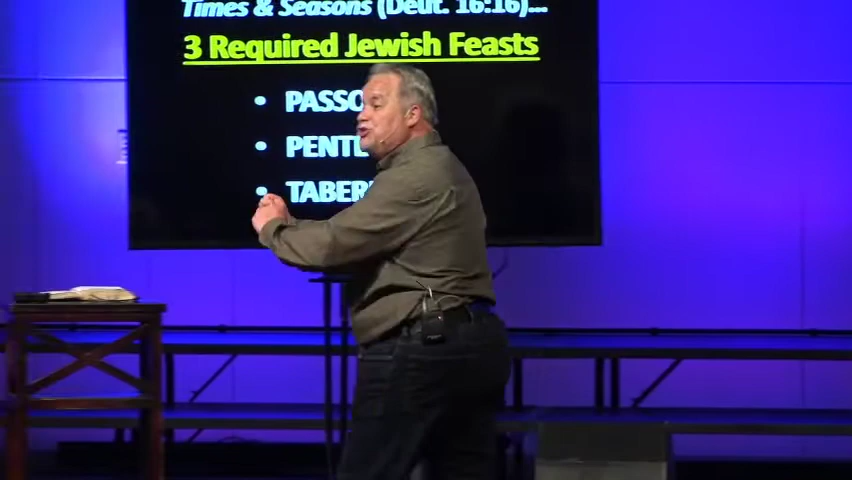 Times & Seasons (Deut. 16:16)...
3 Required Jewish Feasts
• PASSO
• PENTE
• TABER